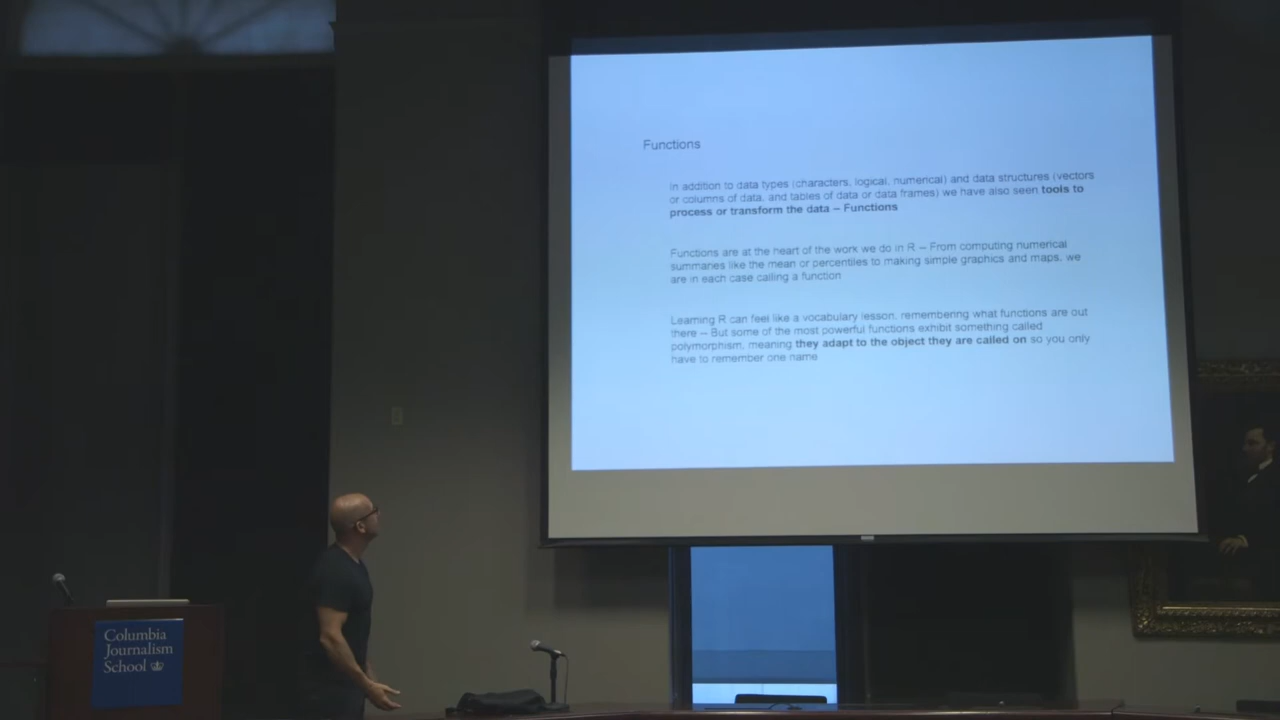 Functions
In addition to data types (characters, logical, numerical) and data structures (vectors
or columns of data, and tables of data or data frames) we have also seen tools to
process or transform the data – Functions
Functions are at the heart of the work we do in R – From computing numerical
summaries like the mean or percentiles to making simple graphics and maps, we
are in each case calling a function
Learning R can feel like a vocabulary lesson, remembering what functions are out
there – But some of the most powerful functions exhibit something called
polymorphism, meaning they adapt to the object they are called on so you only
have to remember one name
Columbia
Journalism
School